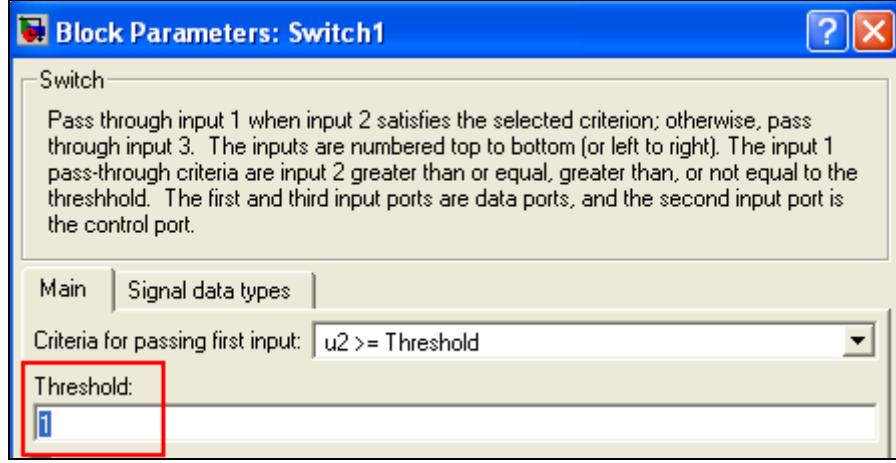 Block Parameters: Switch1
Switch
Pass through input 1 when input 2 satisfies the selected criterion; otherwise, pass
through input 3.  The inputs are numbered top to bottom (or left to right). The input 1
pass-through criteria are input 2 greater than or equal, greater than, or not equal to the
threshhold.  The first and third input ports are data ports, and the second input port is
the control port.
Main Signal data types
Criteria for passing first input: u2 >= Threshold
Threshold:
1